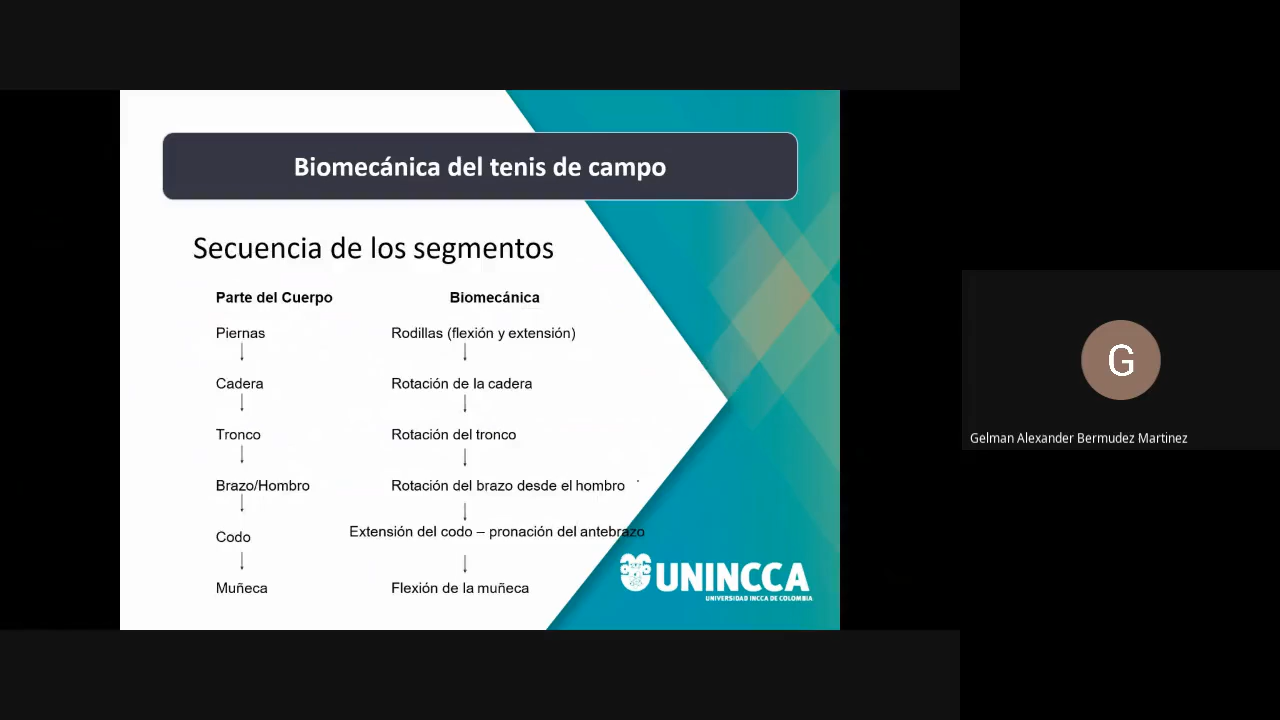 Biomecánica del tenis de campo
Secuencia de los segmentos
Parte del Cuerpo Biomecánica
Piernas Rodillas (flexión y extensión)
Cadera Rotación de la cadera
Tronco Rotación del tronco
Brazo/Hombro Rotación del brazo desde el hombro
Codo Extensión del codo – pronación del antebrazo
Muñeca Flexión de la muñeca
UNINCCA
UNIVERSIDAD INCCA DE COLOMBIA
G
Gelman Alexander Bermudez Martinez